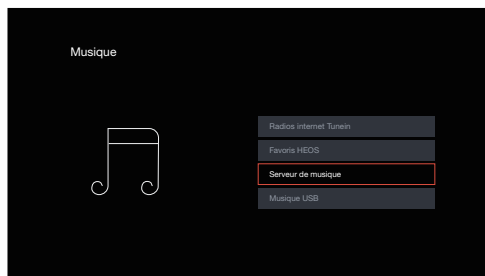 Musique
Radios internet Tunein
Favoris HEOS
Serveur de musique
Musique USB